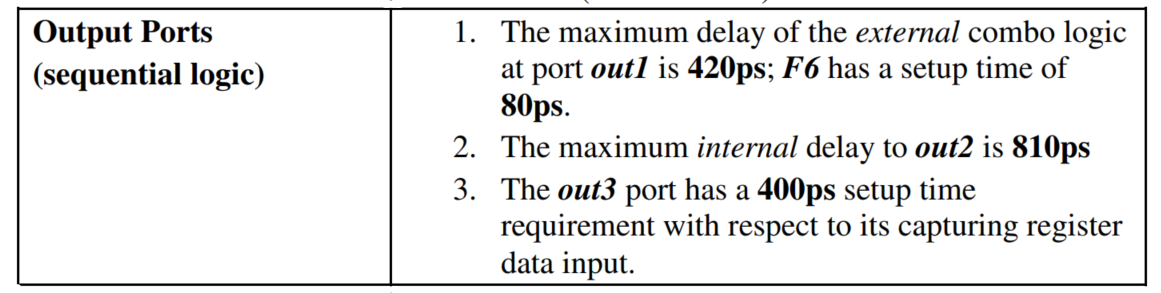 Output Ports
(sequential logic)
1. The maximum delay of the external combo logic
at port out1 is 420ps; F6 has a setup time of
80ps.
2. The maximum internal delay to out2 is 810ps
3. The out3 port has a 400ps setup time
requirement with respect to its capturing register
data input.